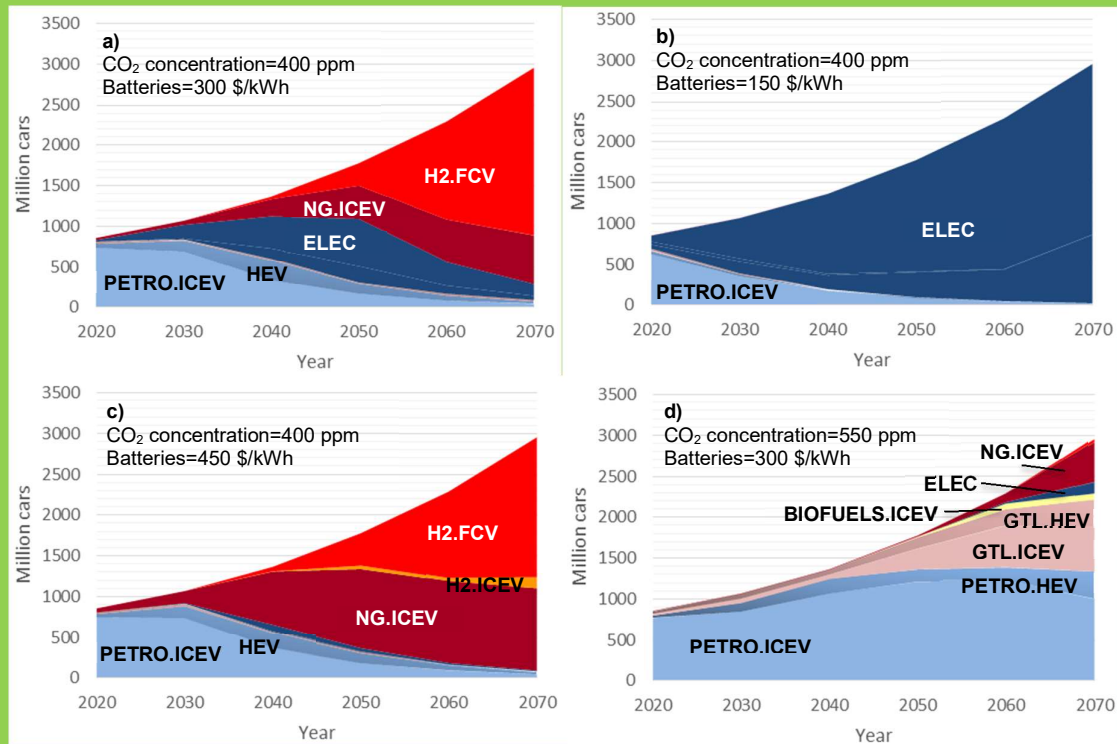 a)
CO₂ concentration=400 ppm
Batteries=300 $/kWh
3500
3000
2500
2000
1500
1000
500
0
Million cars
H2.FCV
NG.ICEV
ELEC
HEV
PETRO.ICEV
2020 2030 2040 2050 2060 2070
Year
b)
CO₂ concentration=400 ppm
Batteries=150 $/kWh
3500
3000
2500
2000
1500
1000
500
0
Million cars
ELEC
PETRO.ICEV
2020 2030 2040 2050 2060 2070
Year
c)
CO₂ concentration=400 ppm
Batteries=450 $/kWh
3500
3000
2500
2000
1500
1000
500
0
Million cars
H2.FCV
H2.ICEV
NG.ICEV
HEV
PETRO.ICEV
2020 2030 2040 2050 2060 2070
Year
d)
CO₂ concentration=550 ppm
Batteries=300 $/kWh
3500
3000
2500
2000
1500
1000
500
0
Million cars
NG.ICEV
ELEC
BIOFUELS.ICEV
GTL.HEV
GTL.ICEV
PETRO.HEV
PETRO.ICEV
2020 2030 2040 2050 2060 2070
Year